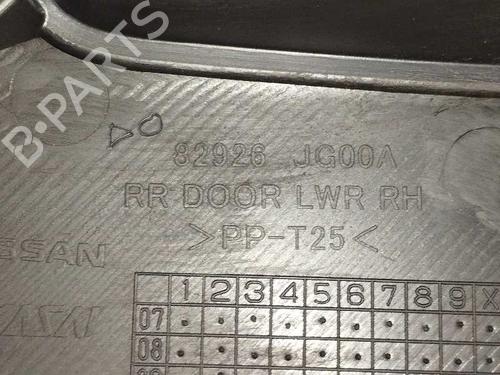 B-PARTS
82926 JG00A
RR DOOR LWR RH
>PP-T25<
NISSAN
1 2 3 4 5 6 7 8 9 X
07
08